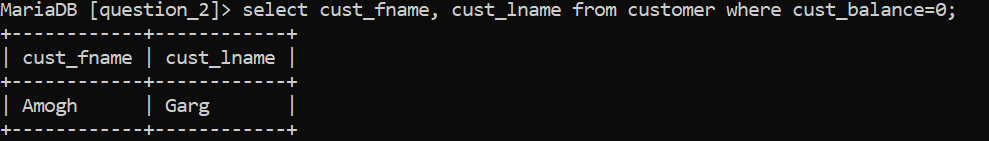 MariaDB [question_2]> select cust_fname, cust_lname from customer where cust_balance=0;
+------------+------------+
| cust_fname | cust_lname |
+------------+------------+
| Amogh      | Garg       |
+------------+------------+